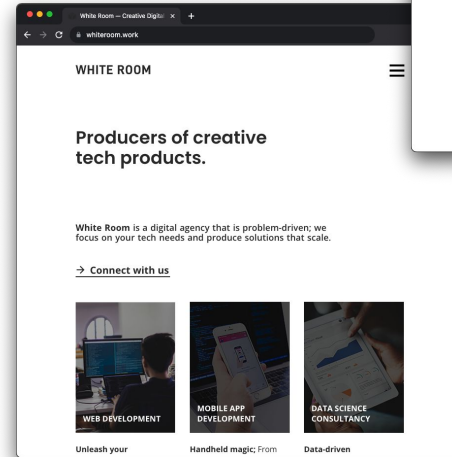 White Room — Creative Digital
whiteroom.work
WHITE ROOM
Producers of creative
tech products.
White Room is a digital agency that is problem-driven; we
focus on your tech needs and produce solutions that scale.
→ Connect with us
WEB DEVELOPMENT
MOBILE APP
DEVELOPMENT
DATA SCIENCE
CONSULTANCY
Unleash your
Handheld magic; From
Data-driven